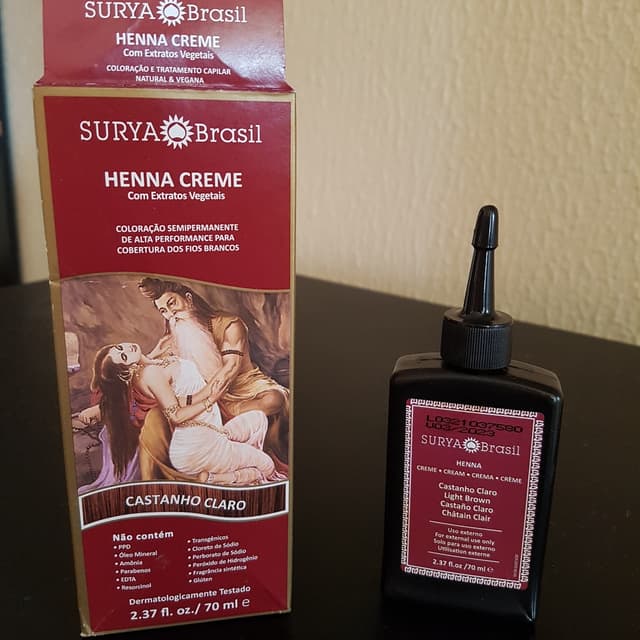 SURYA Brasil
HENNA CREME
Com Extratos Vegetais
COLORAÇÃO E TRATAMENTO CAPILAR
NATURAL & VEGANA
SURYA Brasil
HENNA CREME
Com Extratos Vegetais
COLORAÇÃO SEMIPERMANENTE
DE ALTA PERFORMANCE PARA
COBERTURA DOS FIOS BRANCOS
CASTANHO CLARO
Não contém
• PPD
• Óleo Mineral
• Amônia
• Parabenos
• EDTA
• Resorcinol
• Transgênicos
• Cloreto de Sódio
• Perborato de Sódio
• Peróxido de Hidrogênio
• Fragrância sintética
• Glúten
Dermatologicamente Testado
2.37 fl. oz./ 70 ml e
L0321037580
V03/2023
SURYA Brasil
HENNA
CREME • CREAM • CREMA • CRÈME
Castanho Claro
Light Brown
Castaño Claro
Châtain Clair
Uso externo
For external use only
Solo para uso externo
Utilisation externe
2.37 fl.oz/70 ml e